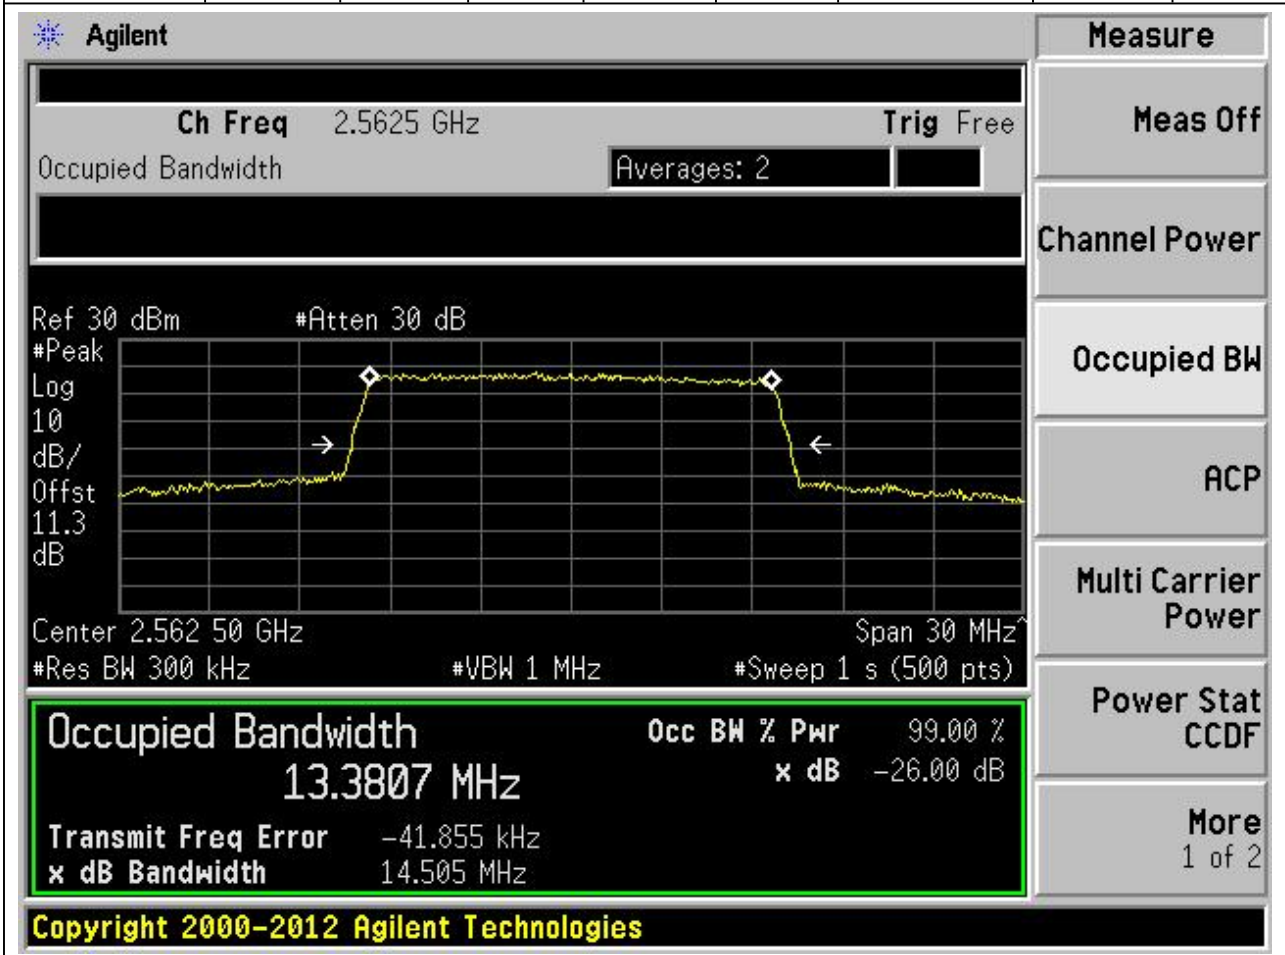 Agilent
Measure
Ch Freq 2.5625 GHz Trig Free
Occupied Bandwidth Averages: 2
Meas Off
Channel Power
Occupied BW
ACP
Multi Carrier
Power
Power Stat
CCDF
More
1 of 2
Ref 30 dBm #Atten 30 dB
#Peak
Log
10
dB/
Offst
11.3
dB
Center 2.562 50 GHz Span 30 MHz^
#Res BW 300 kHz #VBW 1 MHz #Sweep 1 s (500 pts)
Occupied Bandwidth Occ BW % Pwr 99.00 %
13.3807 MHz x dB -26.00 dB
Transmit Freq Error -41.855 kHz
x dB Bandwidth 14.505 MHz
Copyright 2000-2012 Agilent Technologies